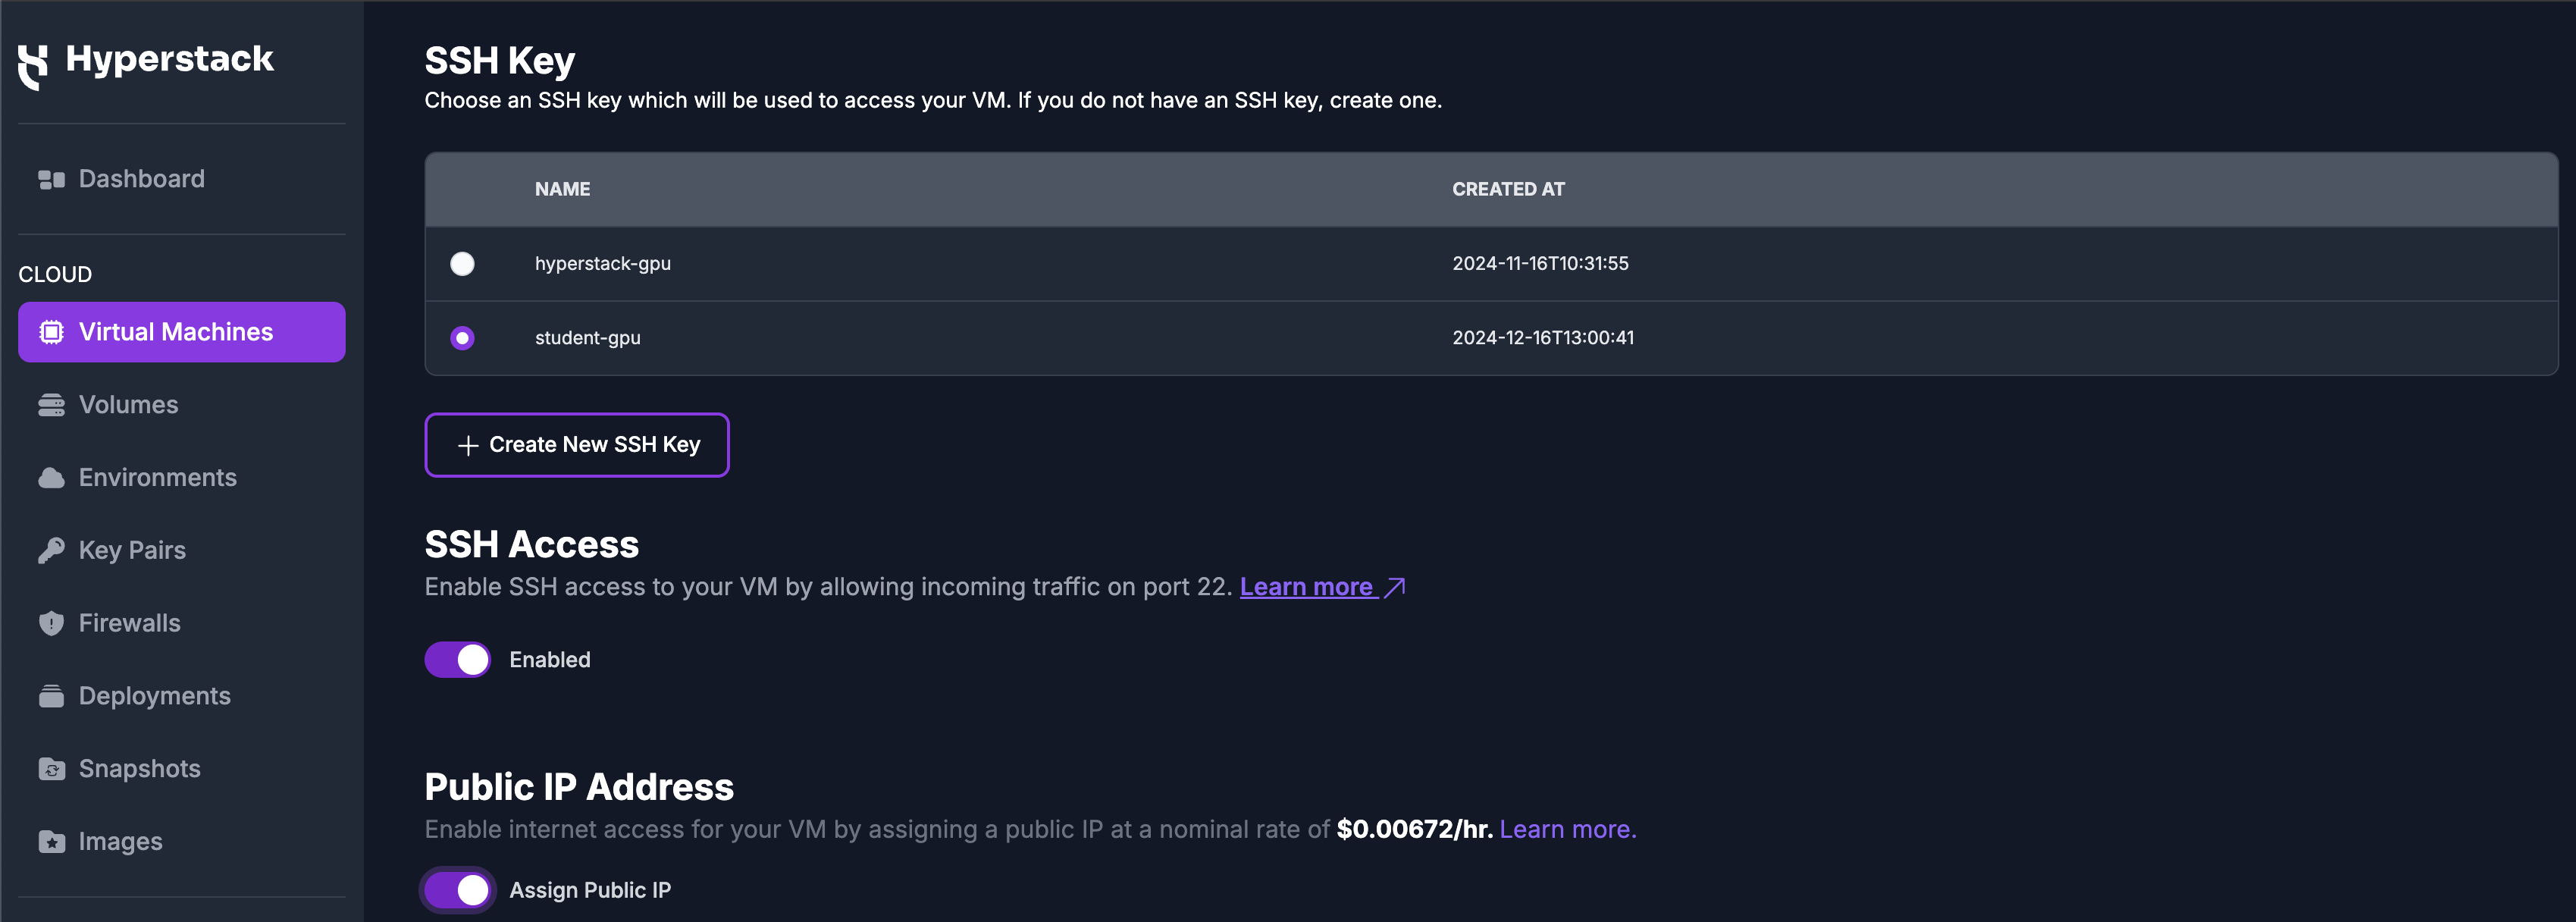 Hyperstack
Dashboard
CLOUD
Virtual Machines
Volumes
Environments
Key Pairs
Firewalls
Deployments
Snapshots
Images
SSH Key
Choose an SSH key which will be used to access your VM. If you do not have an SSH key, create one.
NAME CREATED AT
hyperstack-gpu 2024-11-16T10:31:55
student-gpu 2024-12-16T13:00:41
Create New SSH Key
SSH Access
Enable SSH access to your VM by allowing incoming traffic on port 22. Learn more
Enabled
Public IP Address
Enable internet access for your VM by assigning a public IP at a nominal rate of $0.00672/hr. Learn more.
Assign Public IP